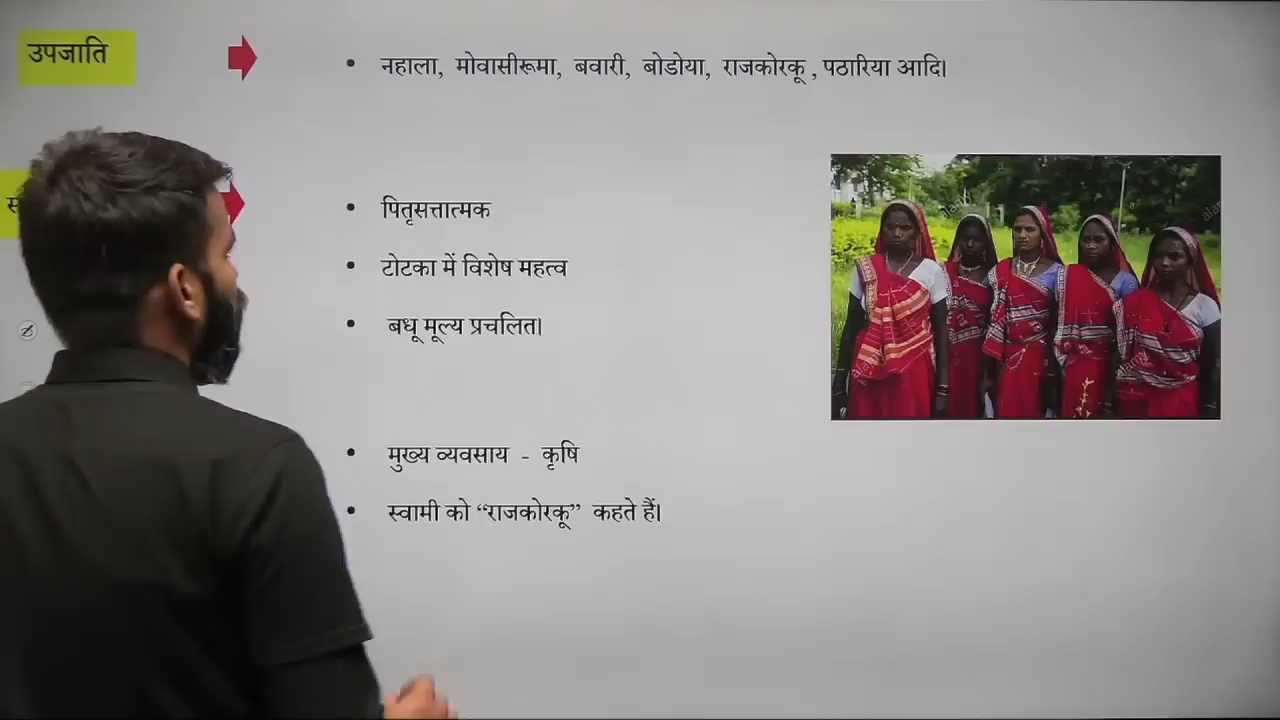 उपजाति
नहाला, मोवासीरूमा, बवारी, बोडोया, राजकोरकू , पठारिया आदि।
पितृसत्तात्मक
टोटका में विशेष महत्व
बधू मूल्य प्रचलित।
मुख्य व्यवसाय - कृषि
स्वामी को “राजकोरकू” कहते हैं।